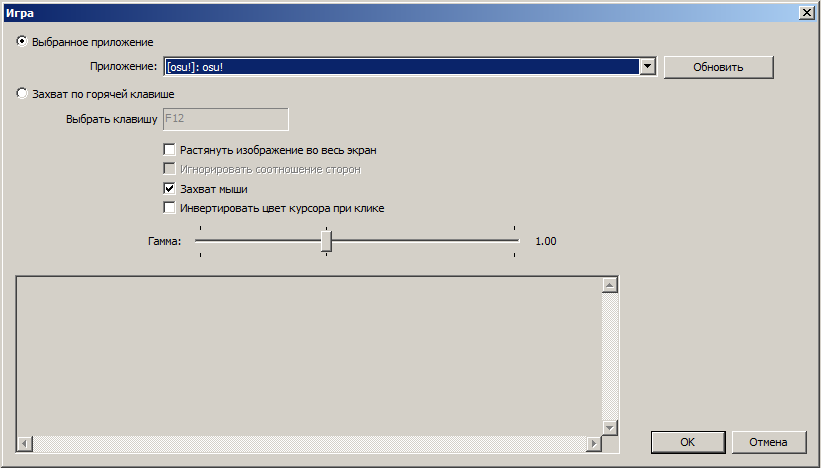 Игра
Выбранное приложение
Приложение: [osu!]: osu! Обновить
Захват по горячей клавише
Выбрать клавишу F12
Растянуть изображение во весь экран
Игнорировать соотношение сторон
Захват мыши
Инвертировать цвет курсора при клике
Гамма: 1.00
OK Отмена